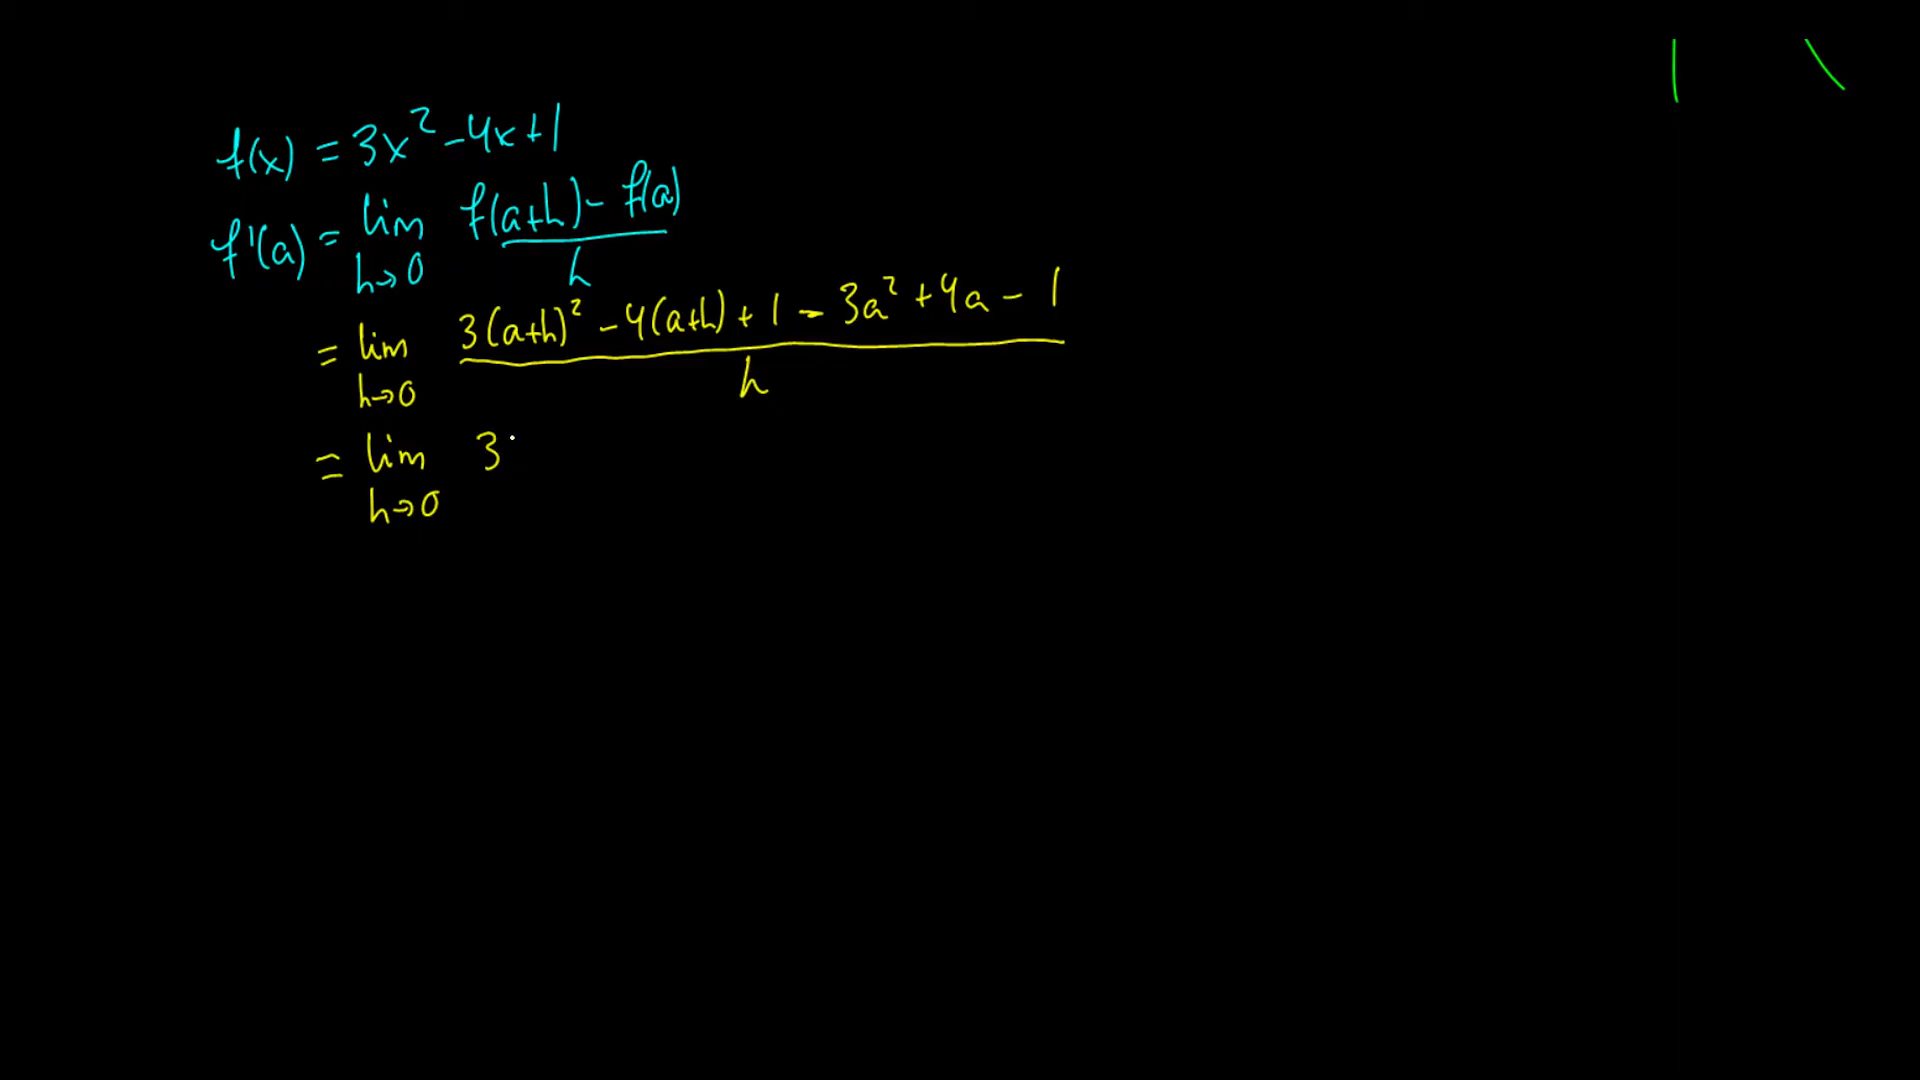 f(x) = 3x² - 4x + 1
f'(a) = lim f(a+h) - f(a)
h→0 h
= lim 3(a+h)² - 4(a+h) + 1 - 3a² + 4a - 1
h→0 h
= lim 3
h→0